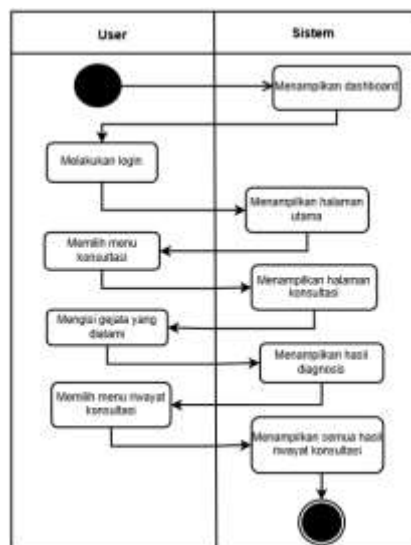 User
Sistem
Menampilkan dashboard
Melakukan login
Menampilkan halaman
utama
Memilih menu
konsultasi
Menampilkan halaman
konsultasi
Mengisi gejala yang
dialami
Menampilkan hasil
diagnosis
Memilih menu riwayat
konsultasi
Menampilkan semua hasil
riwayat konsultasi